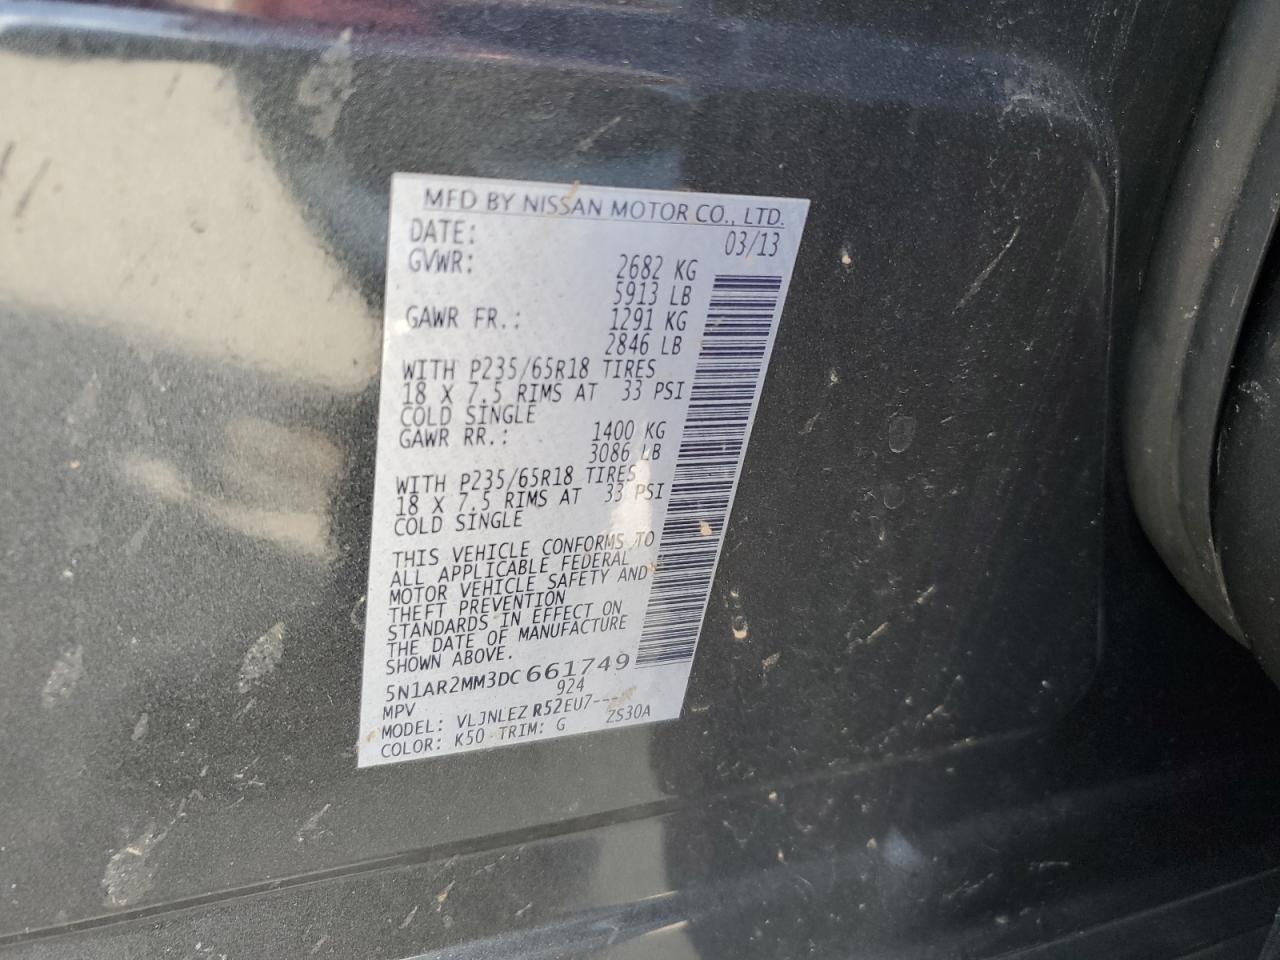 MFD BY NISSAN MOTOR CO., LTD.
DATE: 03/13
GVWR: 2682 KG
5913 LB
GAWR FR.: 1291 KG
2846 LB
WITH P235/65R18 TIRES
18 X 7.5 RIMS AT 33 PSI
COLD SINGLE
GAWR RR.: 1400 KG
3086 LB
WITH P235/65R18 TIRES
18 X 7.5 RIMS AT 33 PSI
COLD SINGLE
THIS VEHICLE CONFORMS TO
ALL APPLICABLE FEDERAL
MOTOR VEHICLE SAFETY AND
THEFT PREVENTION
STANDARDS IN EFFECT ON
THE DATE OF MANUFACTURE
SHOWN ABOVE.
5N1AR2MM3DC661749
MPV 924
MODEL: VLJNLEZ R52EU7----
COLOR: K50 TRIM: G ZS30A